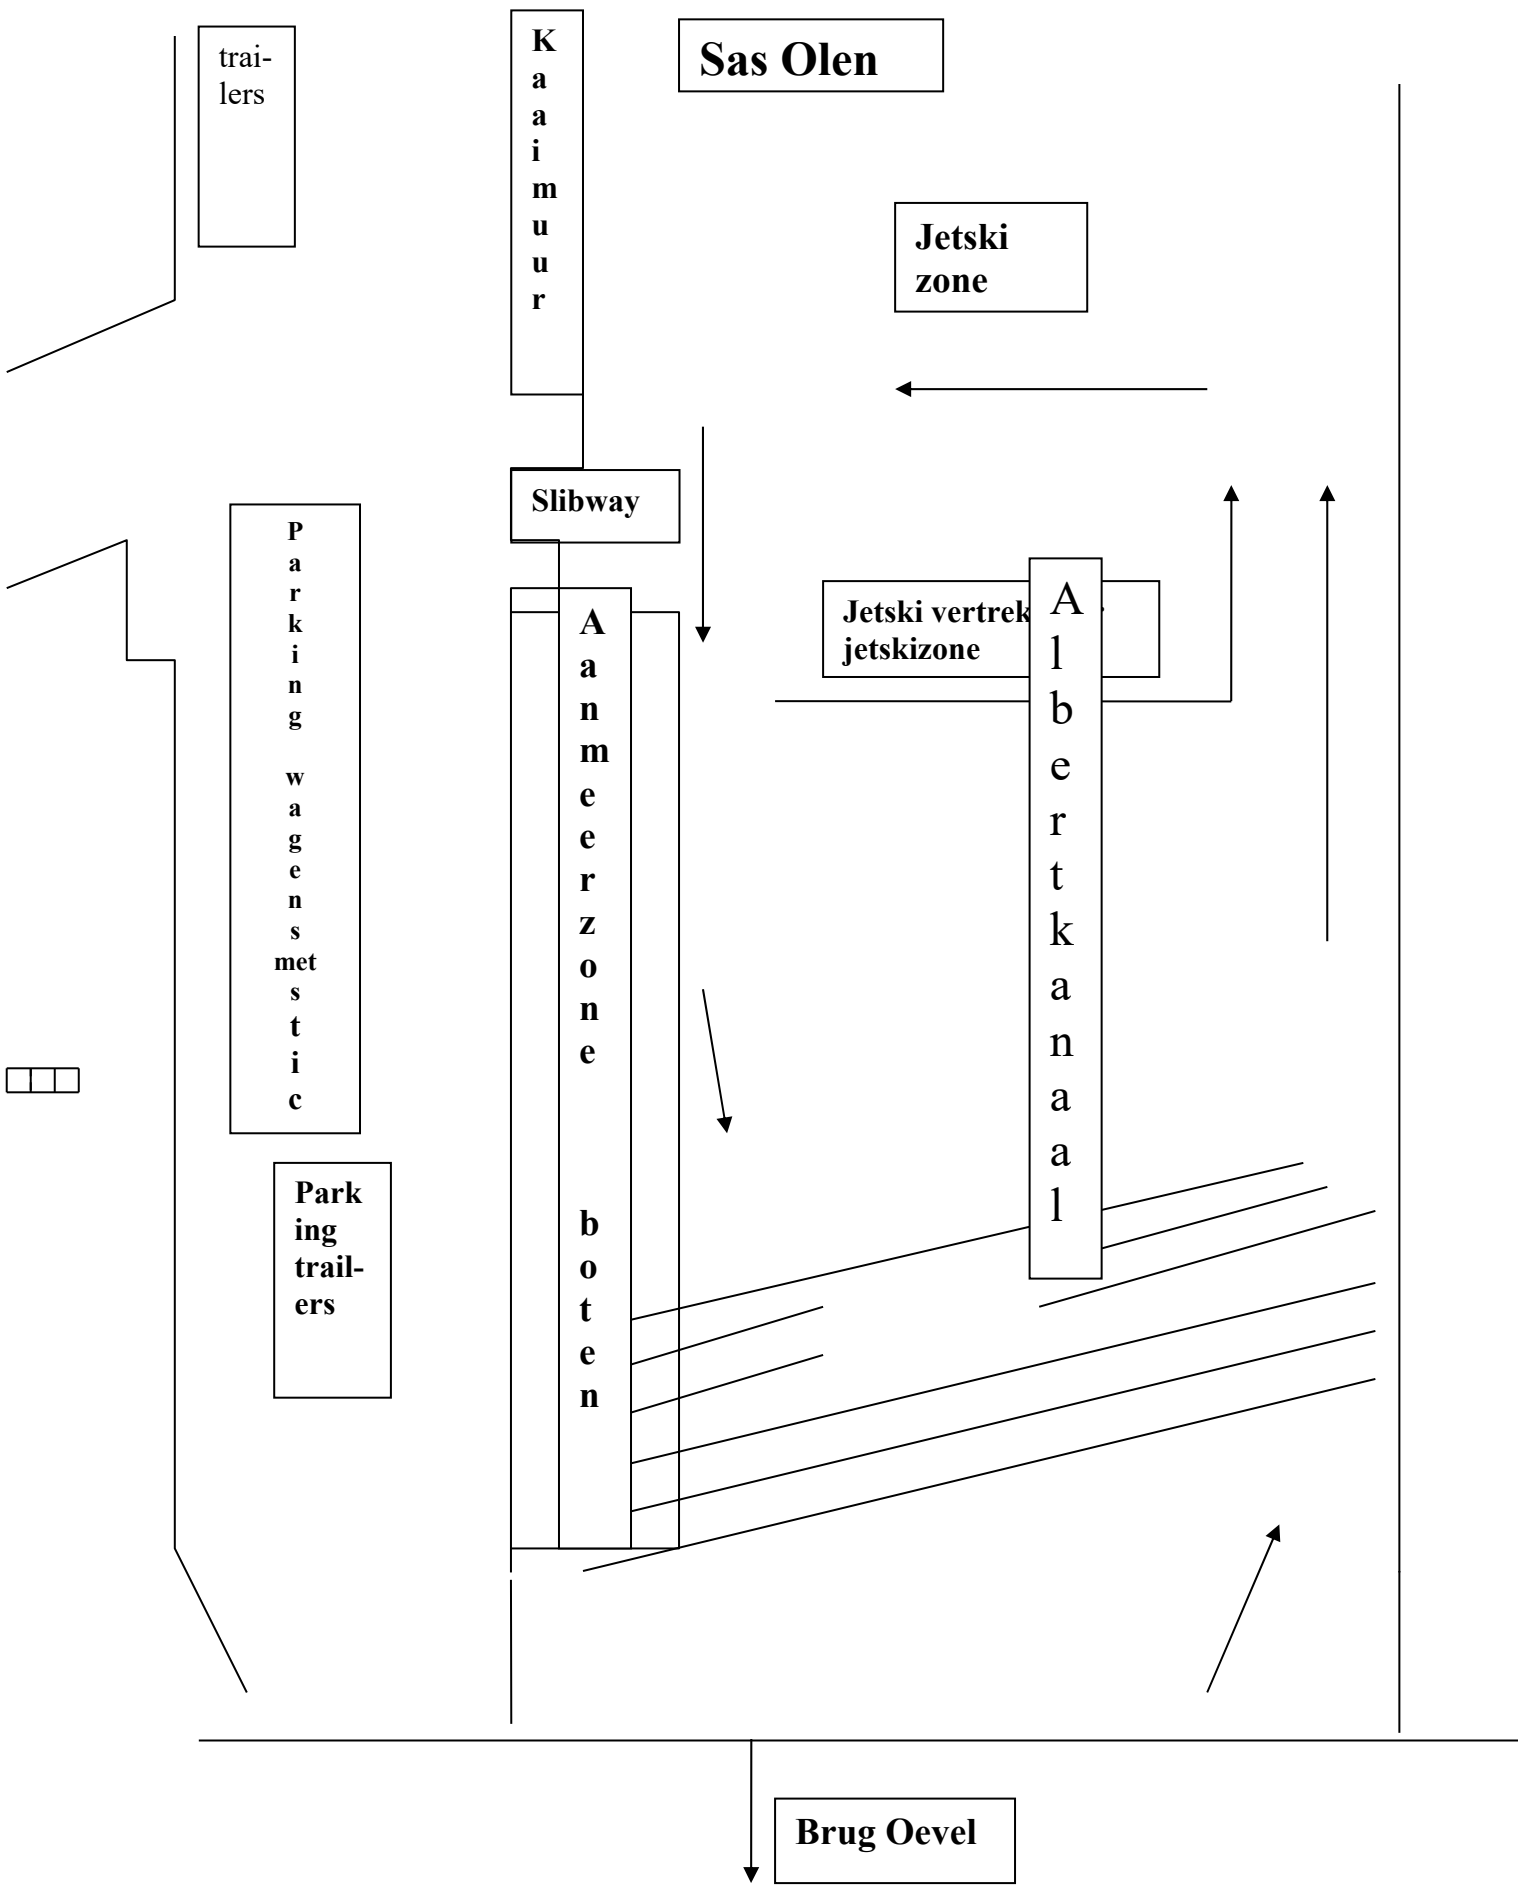 trai-
lers
Kaaimuur
Sas Olen
Jetski
zone
Slibway
Parking
wagens
met
stic
Aanmeerzone
boten
Jetski vertrek
jetskizone
Albertkanaal
Park
ing
trail-
ers
Brug Oevel